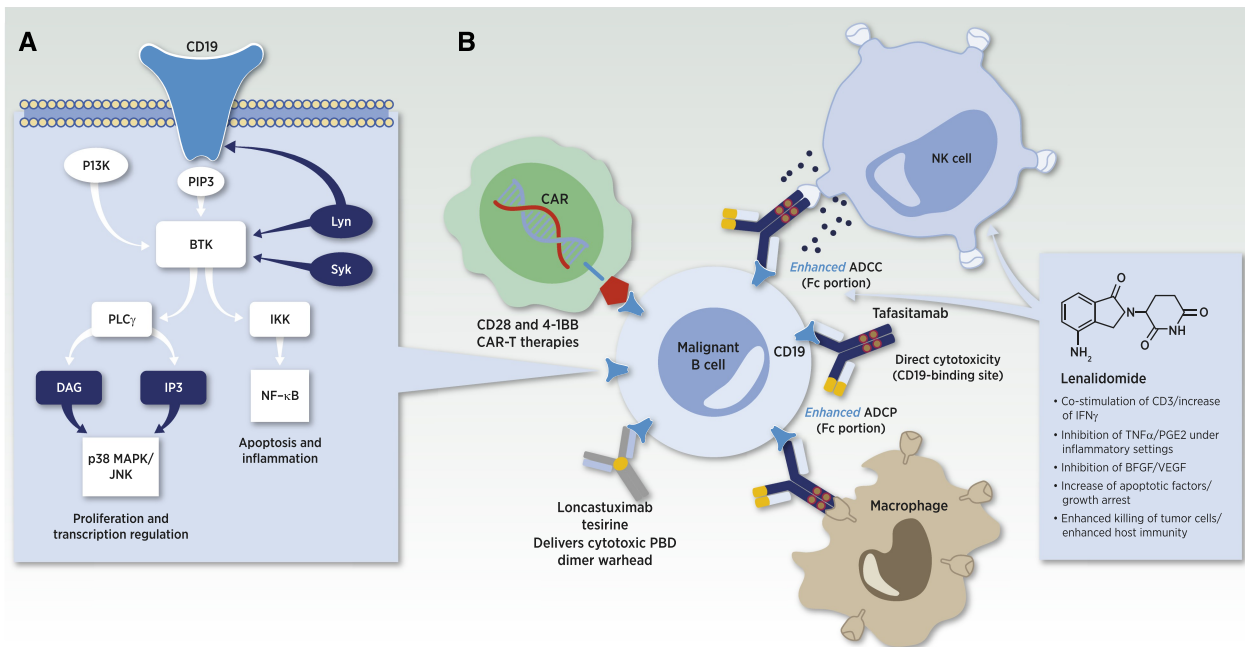 A
CD19
P13K
PIP3
Lyn
BTK
Syk
PLCγ
IKK
DAG
IP3
NF–κB
p38 MAPK/
JNK
Apoptosis and
inflammation
Proliferation and
transcription regulation
B
CAR
CD28 and 4-1BB
CAR-T therapies
NK cell
Enhanced ADCC
(Fc portion)
Tafasitamab
Malignant
B cell
CD19
Direct cytotoxicity
(CD19-binding site)
Enhanced ADCP
(Fc portion)
Loncastuximab
tesirine
Delivers cytotoxic PBD
dimer warhead
Macrophage
O
N
O
NH
O
NH2
Lenalidomide
• Co-stimulation of CD3/increase
of IFNγ
• Inhibition of TNFα/PGE2 under
inflammatory settings
• Inhibition of BFGF/VEGF
• Increase of apoptotic factors/
growth arrest
• Enhanced killing of tumor cells/
enhanced host immunity